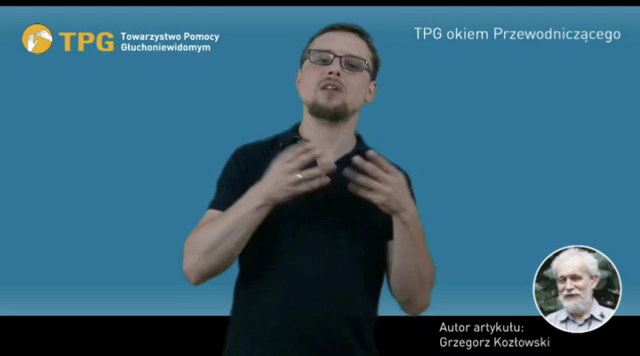 TPG
Towarzystwo Pomocy
Głuchoniewidomym
TPG okiem Przewodniczącego
Autor artykułu:
Grzegorz Kozłowski